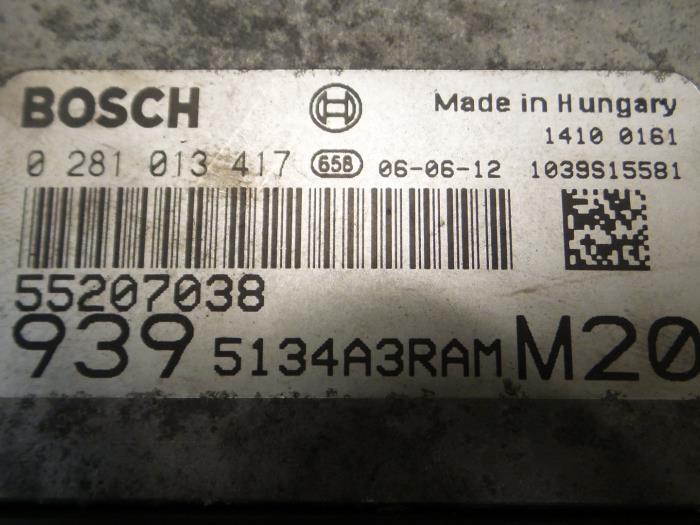 BOSCH Made in Hungary
1410 0161
0 281 013 417 658 06-06-12 1039S15581
55207038
939 5134A3RAM M20